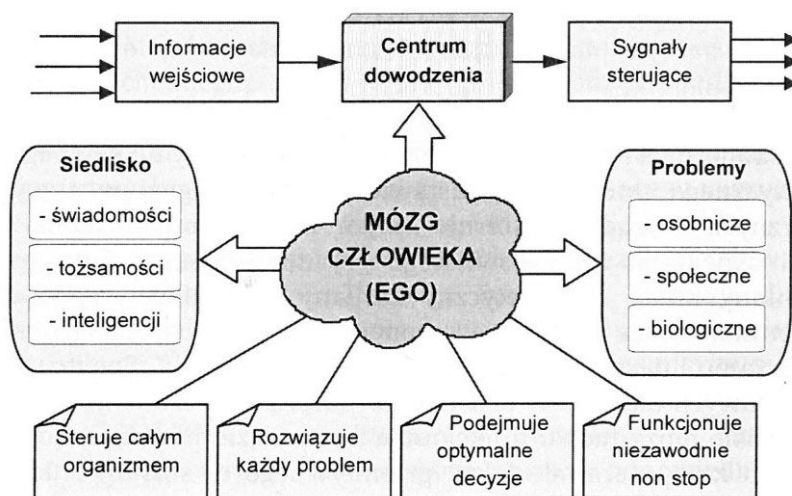 Informacje
wejściowe
Centrum
dowodzenia
Sygnały
sterujące
Siedlisko
- świadomości
- tożsamości
- inteligencji
MÓZG
CZŁOWIEKA
(EGO)
Problemy
- osobnicze
- społeczne
- biologiczne
Steruje całym
organizmem
Rozwiązuje
każdy problem
Podejmuje
optymalne
decyzje
Funkcjonuje
niezawodnie
non stop